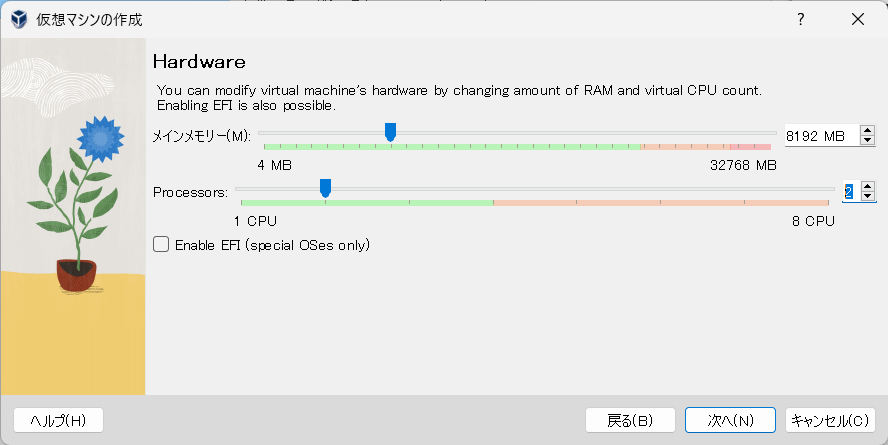 仮想マシンの作成
?
Hardware
You can modify virtual machine's hardware by changing amount of RAM and virtual CPU count.
Enabling EFI is also possible.
メインメモリー(M):
8192 MB
4 MB
32768 MB
Processors:
2
1 CPU
8 CPU
Enable EFI (special OSes only)
ヘルプ(H)
戻る(B)
次へ(N)
キャンセル(C)